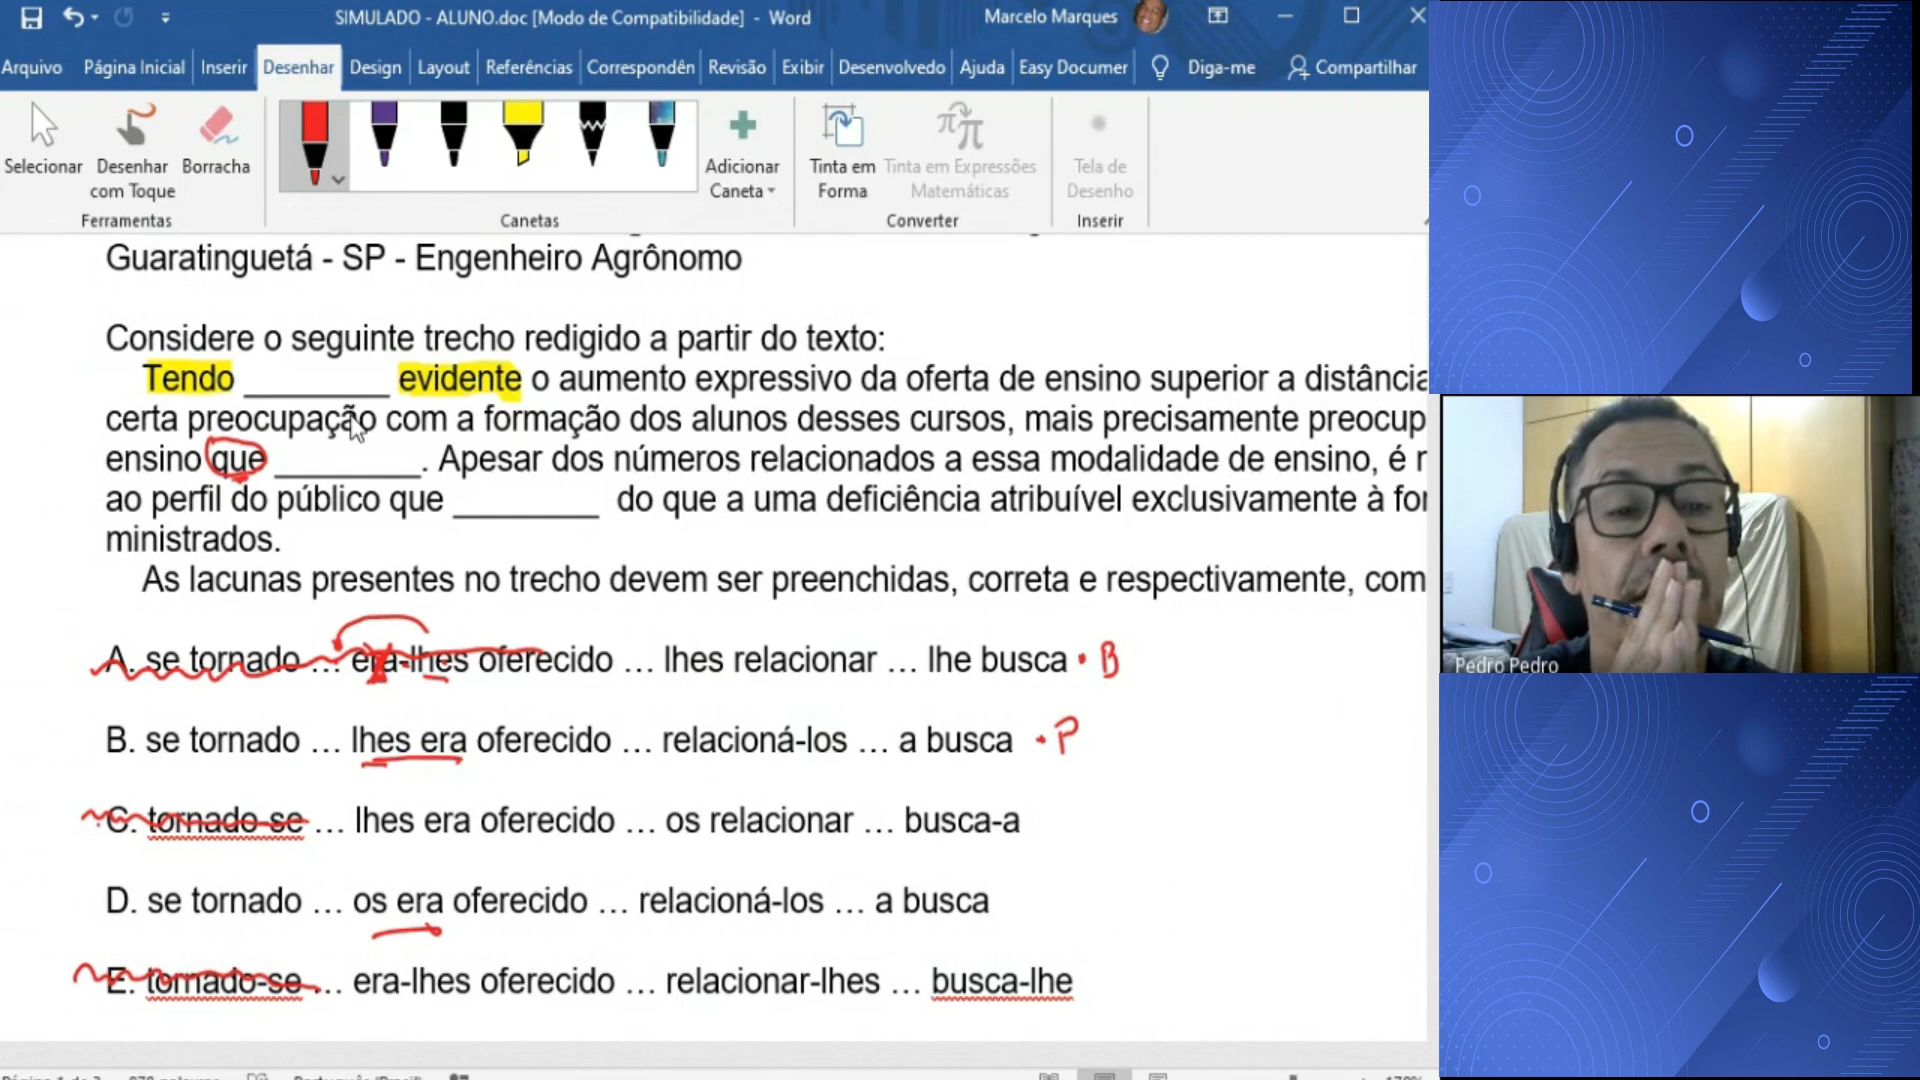 SIMULADO - ALUNO.doc [Modo de Compatibilidade] - Word
Marcelo Marques
Arquivo Página Inicial Inserir Desenhar Design Layout Referências Correspondên Revisão Exibir Desenvolvedo Ajuda Easy Documer Diga-me Compartilhar
Selecionar
Desenhar com Toque
Borracha
Adicionar Caneta
Tinta em Forma
Tinta em Expressões Matemáticas
Tela de Desenho
Ferramentas
Canetas
Converter
Inserir
Guaratinguetá - SP - Engenheiro Agrônomo
Considere o seguinte trecho redigido a partir do texto:
Tendo ________ evidente o aumento expressivo da oferta de ensino superior a distância
certa preocupação com a formação dos alunos desses cursos, mais precisamente preocup
ensino que ________. Apesar dos números relacionados a essa modalidade de ensino, é r
ao perfil do público que ________ do que a uma deficiência atribuível exclusivamente à for
ministrados.
As lacunas presentes no trecho devem ser preenchidas, correta e respectivamente, com
A. se tornado … era-lhes oferecido … lhes relacionar … lhe busca • B
B. se tornado … lhes era oferecido … relacioná-los … a busca • P
C. tornado-se … lhes era oferecido … os relacionar … busca-a
D. se tornado … os era oferecido … relacioná-los … a busca
E. tornado-se … era-lhes oferecido … relacionar-lhes … busca-lhe
Pedro Pedro